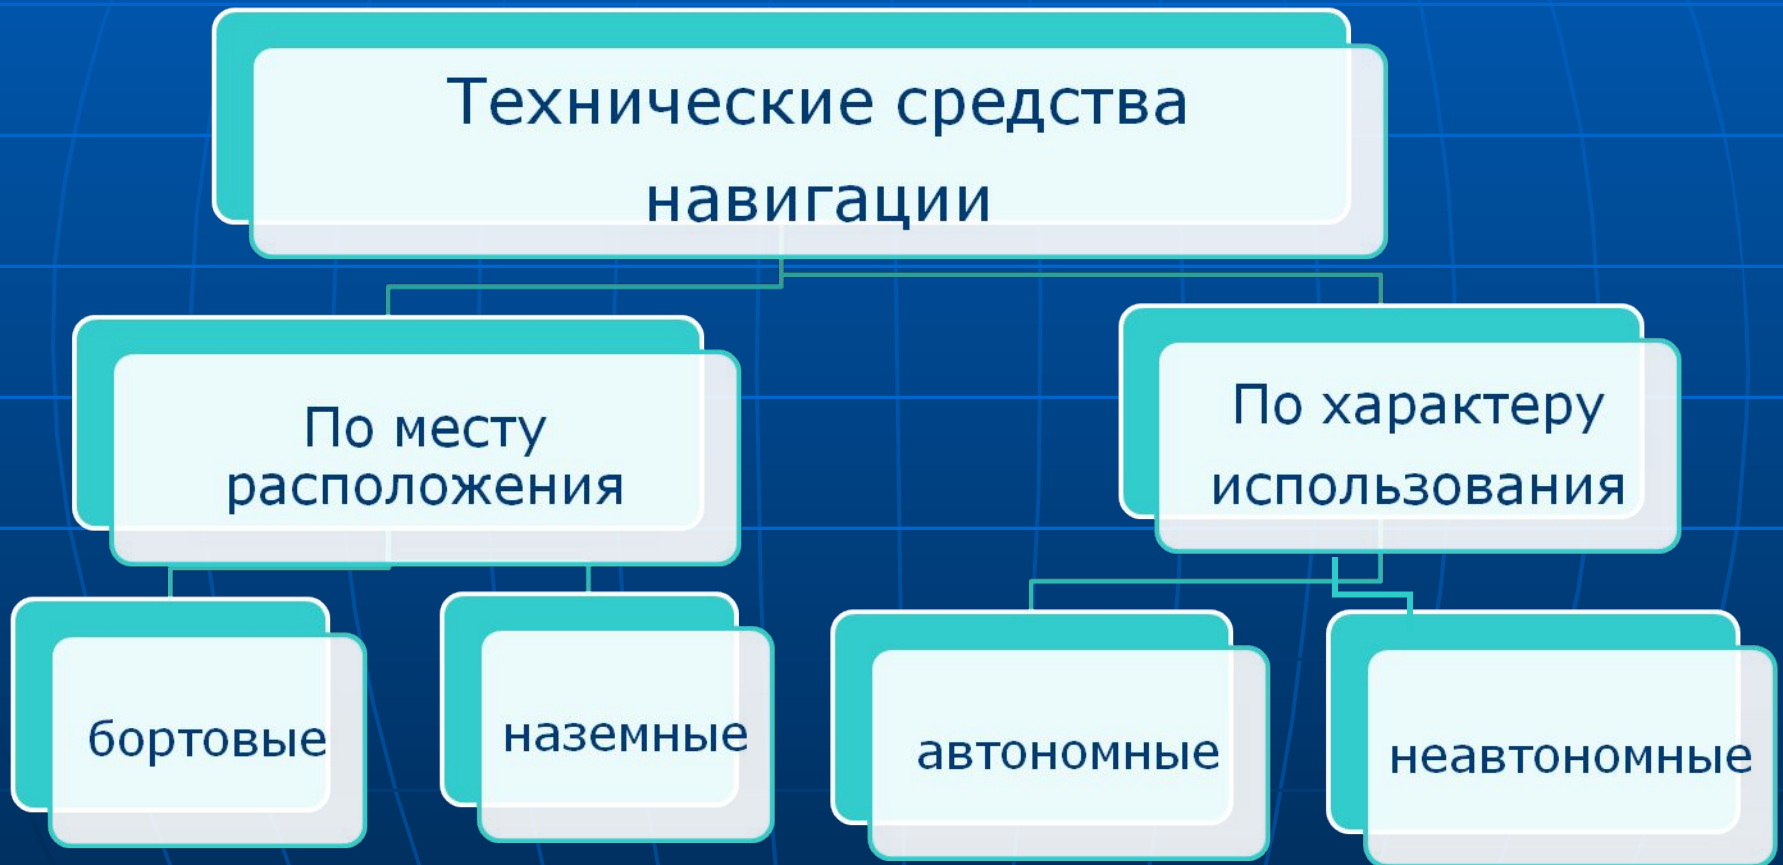 Технические средства
навигации
По месту
расположения
По характеру
использования
бортовые
наземные
автономные
неавтономные